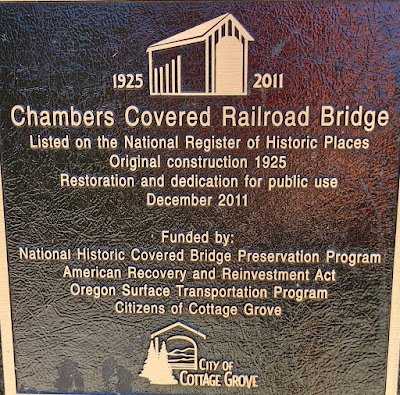 1925 2011
Chambers Covered Railroad Bridge
Listed on the National Register of Historic Places
Original construction 1925
Restoration and dedication for public use
December 2011
Funded by:
National Historic Covered Bridge Preservation Program
American Recovery and Reinvestment Act
Oregon Surface Transportation Program
Citizens of Cottage Grove
CITY OF
COTTAGE GROVE